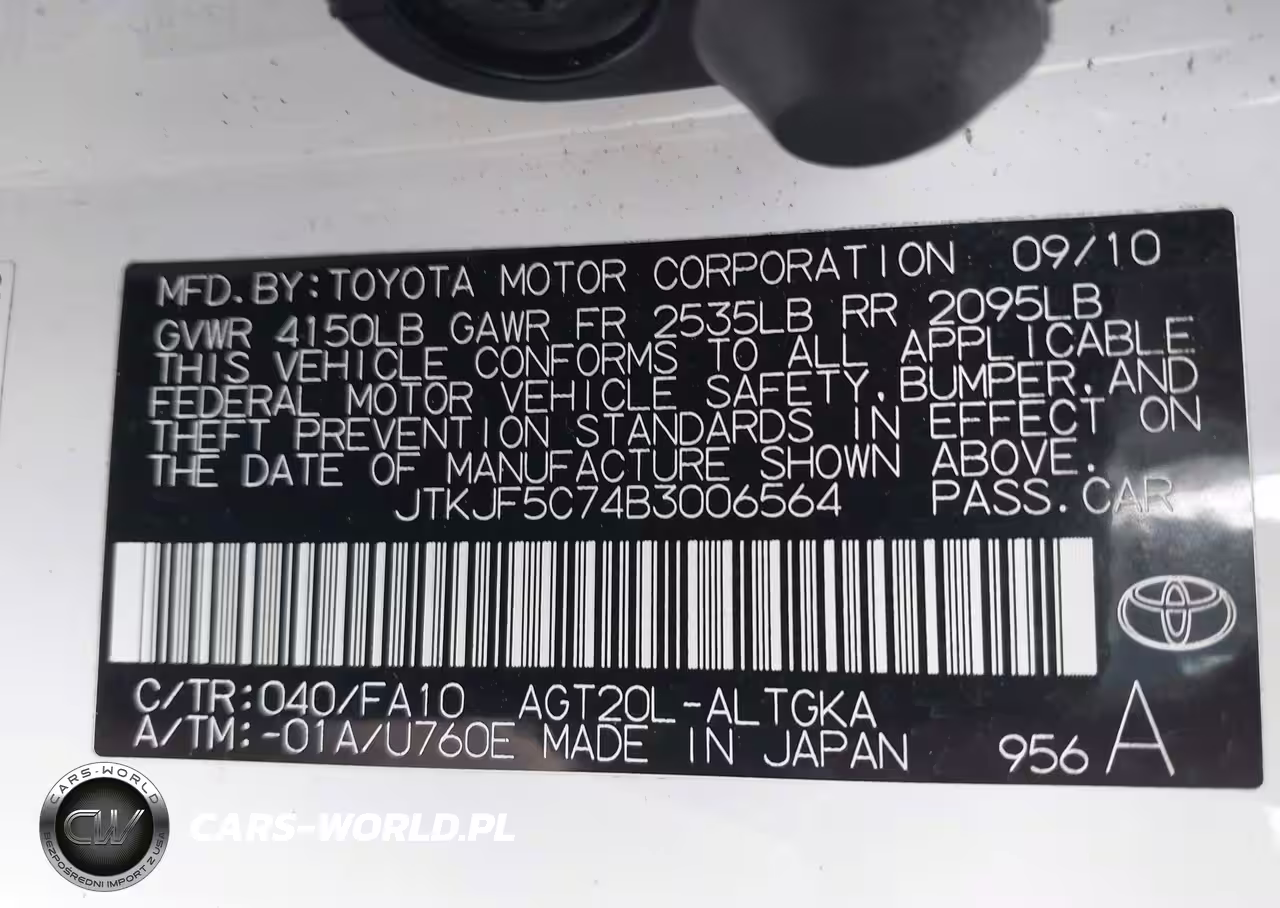 MFD.BY:TOYOTA MOTOR CORPORATION 09/10
GVWR 4150LB GAWR FR 2535LB RR 2095LB
THIS VEHICLE CONFORMS TO ALL APPLICABLE
FEDERAL MOTOR VEHICLE SAFETY,BUMPER,AND
THEFT PREVENTION STANDARDS IN EFFECT ON
THE DATE OF MANUFACTURE SHOWN ABOVE.
JTKJF5C74B3006564 PASS.CAR
C/TR:040/FA10 AGT20L-ALTGKA
A/TM:-01A/U760E MADE IN JAPAN 956 A
CARS-WORLD
CW
BEZPOŚREDNI IMPORT Z USA
CARS-WORLD.PL